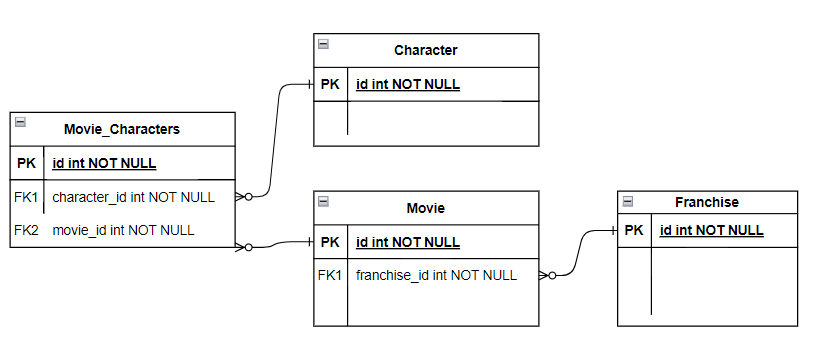 Character
PK id int NOT NULL
Movie_Characters
PK id int NOT NULL
FK1 character_id int NOT NULL
FK2 movie_id int NOT NULL
Movie
PK id int NOT NULL
FK1 franchise_id int NOT NULL
Franchise
PK id int NOT NULL